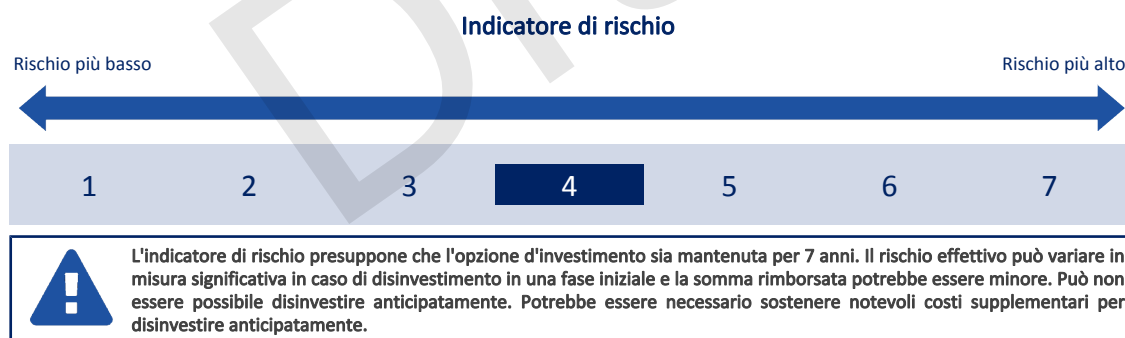 Indicatore di rischio
Rischio più basso Rischio più alto
1 2 3 4 5 6 7
L'indicatore di rischio presuppone che l'opzione d'investimento sia mantenuta per 7 anni. Il rischio effettivo può variare in
misura significativa in caso di disinvestimento in una fase iniziale e la somma rimborsata potrebbe essere minore. Può non
essere possibile disinvestire anticipatamente. Potrebbe essere necessario sostenere notevoli costi supplementari per
disinvestire anticipatamente.